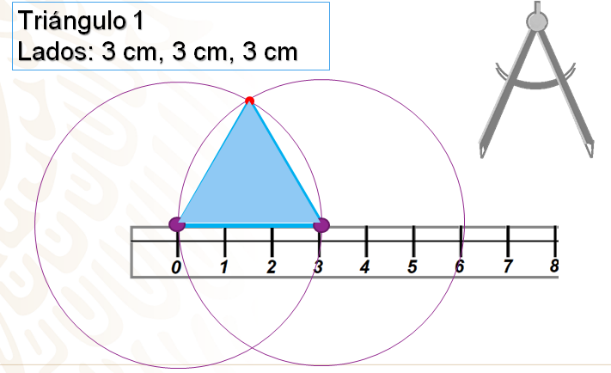 Triángulo 1
Lados: 3 cm, 3 cm, 3 cm
0 1 2 3 4 5 6 7 8